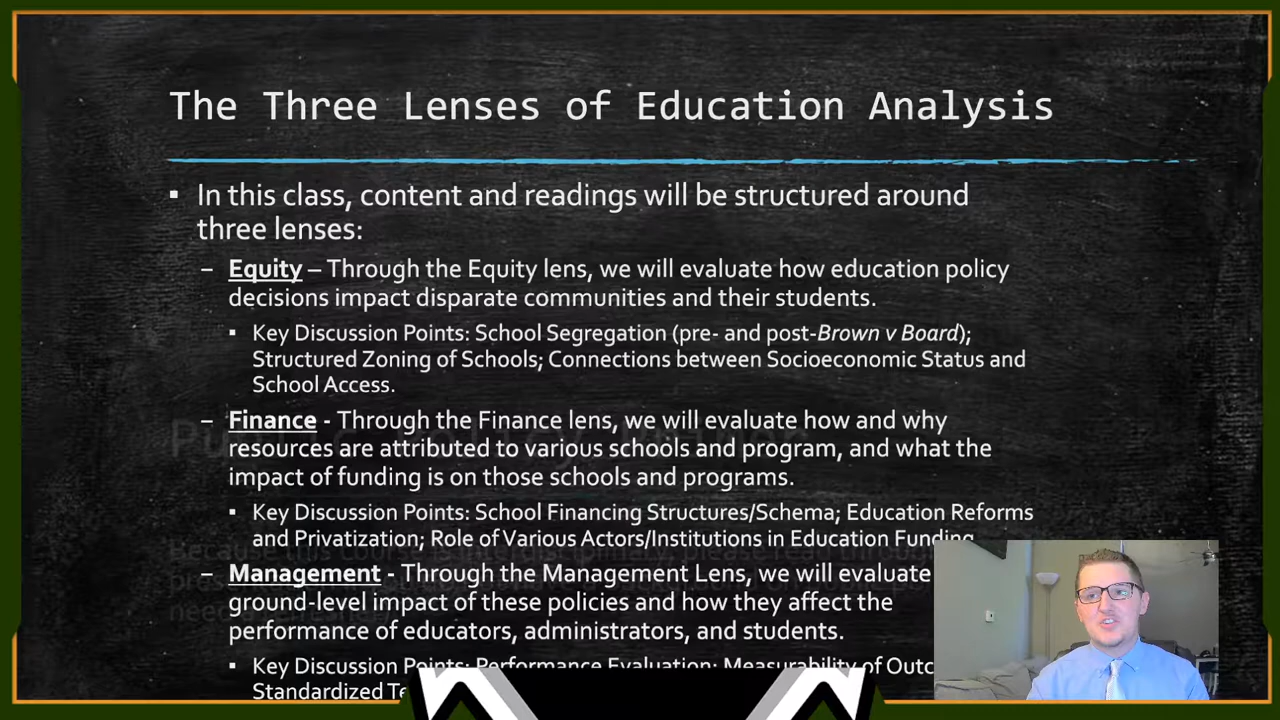 The Three Lenses of Education Analysis
▪ In this class, content and readings will be structured around
three lenses:
– Equity – Through the Equity lens, we will evaluate how education policy
decisions impact disparate communities and their students.
▪ Key Discussion Points: School Segregation (pre- and post-Brown v Board);
Structured Zoning of Schools; Connections between Socioeconomic Status and
School Access.
– Finance - Through the Finance lens, we will evaluate how and why
resources are attributed to various schools and program, and what the
impact of funding is on those schools and programs.
▪ Key Discussion Points: School Financing Structures/Schema; Education Reforms
and Privatization; Role of Various Actors/Institutions in Education Funding
– Management - Through the Management Lens, we will evaluate
ground-level impact of these policies and how they affect the
performance of educators, administrators, and students.
▪ Key Discussion Points: Performance Evaluation; Measurability of
Standardized